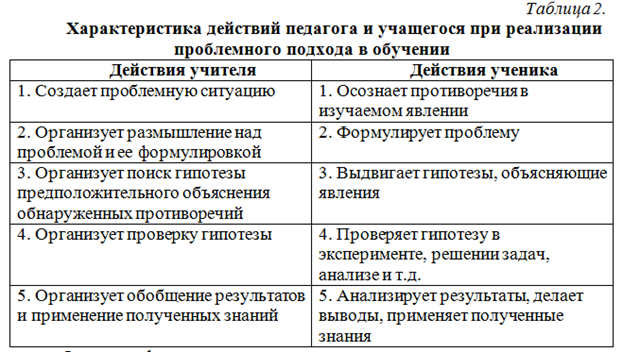 Таблица 2.
Характеристика действий педагога и учащегося при реализации
проблемного подхода в обучении
Действия учителя
Действия ученика
1. Создает проблемную ситуацию
1. Осознает противоречия в
изучаемом явлении
2. Организует размышление над
проблемой и ее формулировкой
2. Формулирует проблему
3. Организует поиск гипотезы
предположительного объяснения
обнаруженных противоречий
3. Выдвигает гипотезы, объясняющие
явления
4. Организует проверку гипотезы
4. Проверяет гипотезу в
эксперименте, решении задач,
анализе и т.д.
5. Организует обобщение результатов
и применение полученных знаний
5. Анализирует результаты, делает
выводы, применяет полученные
знания